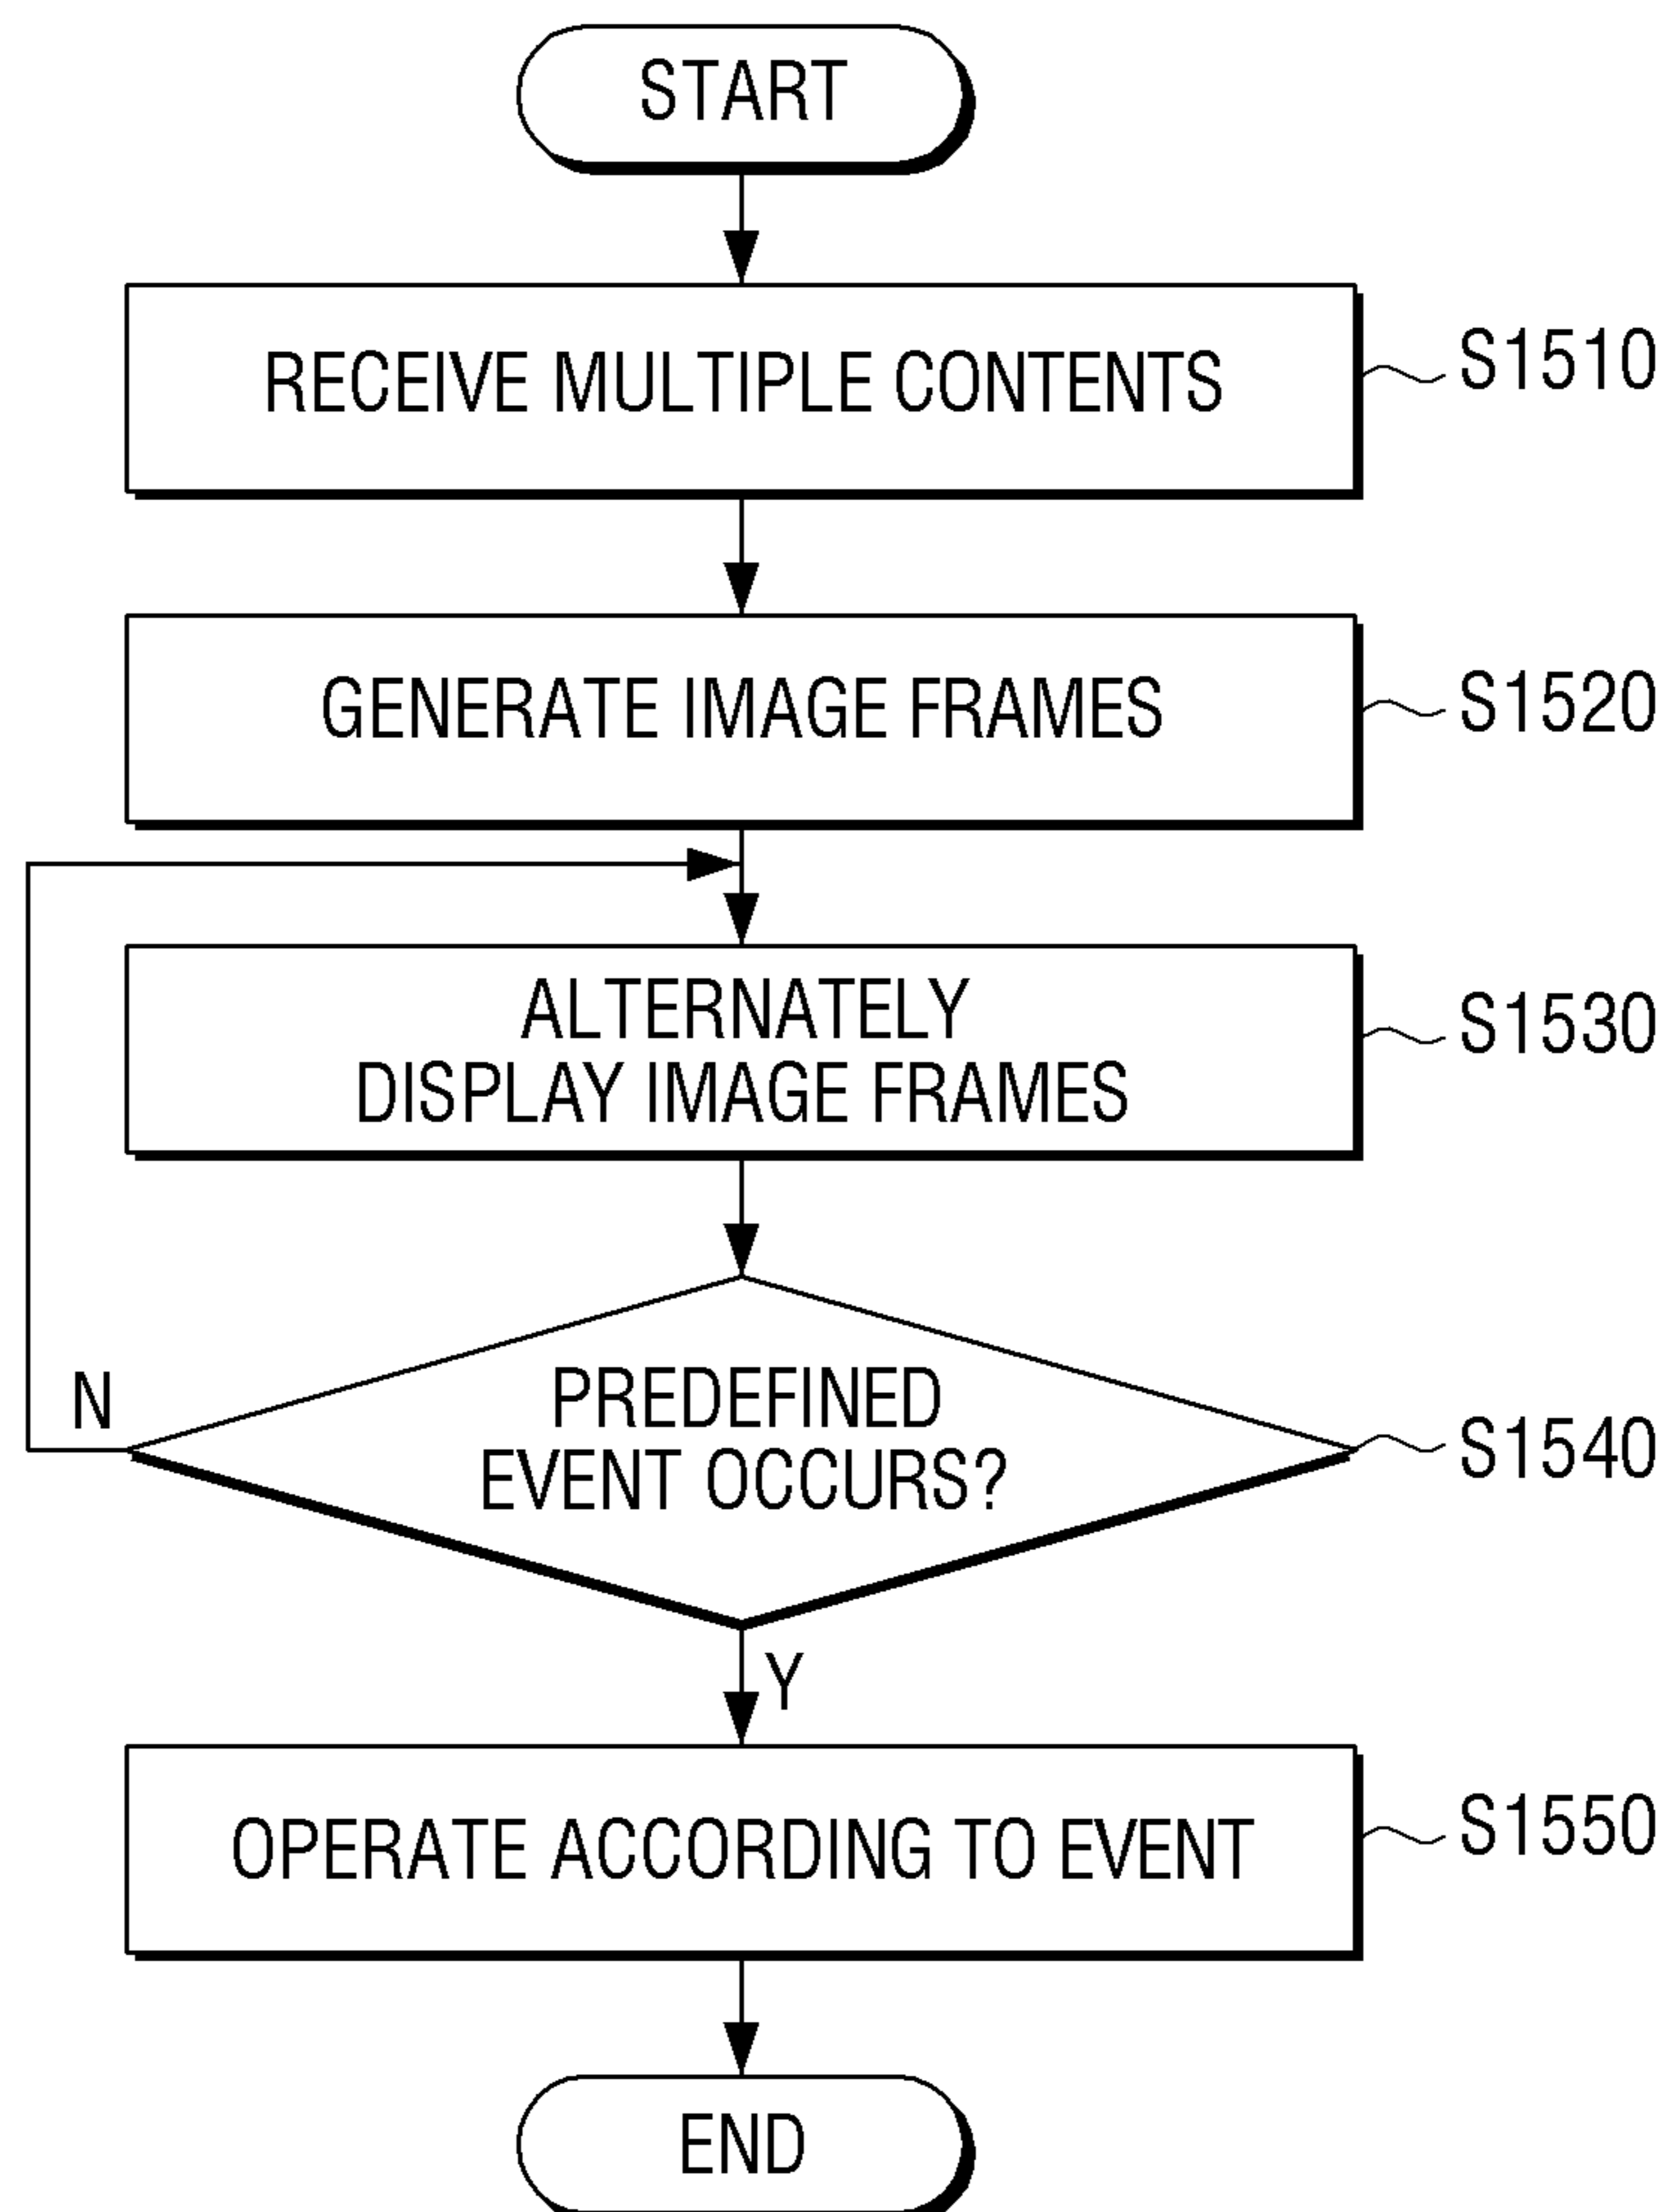 START
RECEIVE MULTIPLE CONTENTS
S1510
GENERATE IMAGE FRAMES
S1520
ALTERNATELY
DISPLAY IMAGE FRAMES
S1530
N
PREDEFINED
EVENT OCCURS?
S1540
Y
OPERATE ACCORDING TO EVENT
S1550
END